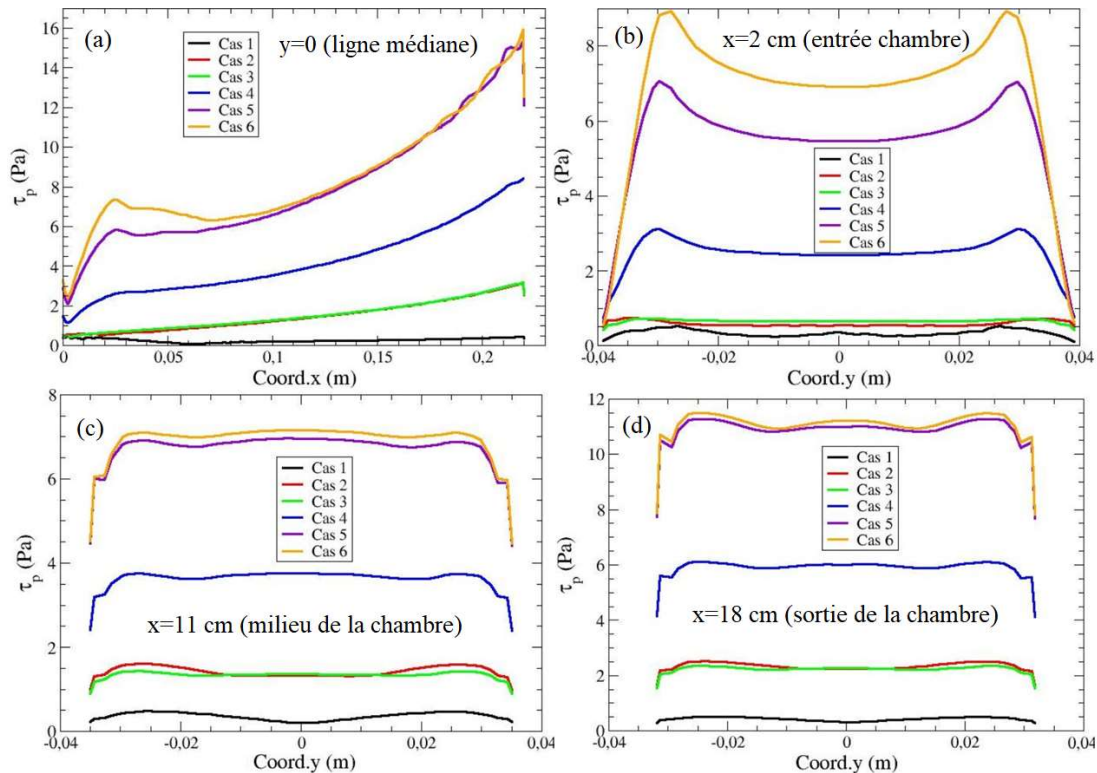 (a)
y=0 (ligne médiane)
Cas 1
Cas 2
Cas 3
Cas 4
Cas 5
Cas 6
τp (Pa)
16
14
12
10
8
6
4
2
0
0
0,05
0,1
0,15
0,2
Coord.x (m)
(b)
x=2 cm (entrée chambre)
Cas 1
Cas 2
Cas 3
Cas 4
Cas 5
Cas 6
τp (Pa)
8
6
4
2
0
-0,04
-0,02
0
0,02
0,04
Coord.y (m)
(c)
Cas 1
Cas 2
Cas 3
Cas 4
Cas 5
Cas 6
x=11 cm (milieu de la chambre)
τp (Pa)
8
6
4
2
0
-0,04
-0,02
0
0,02
0,04
Coord.y (m)
(d)
Cas 1
Cas 2
Cas 3
Cas 4
Cas 5
Cas 6
x=18 cm (sortie de la chambre)
τp (Pa)
12
10
8
6
4
2
0
-0,04
-0,02
0
0,02
0,04
Coord.y (m)